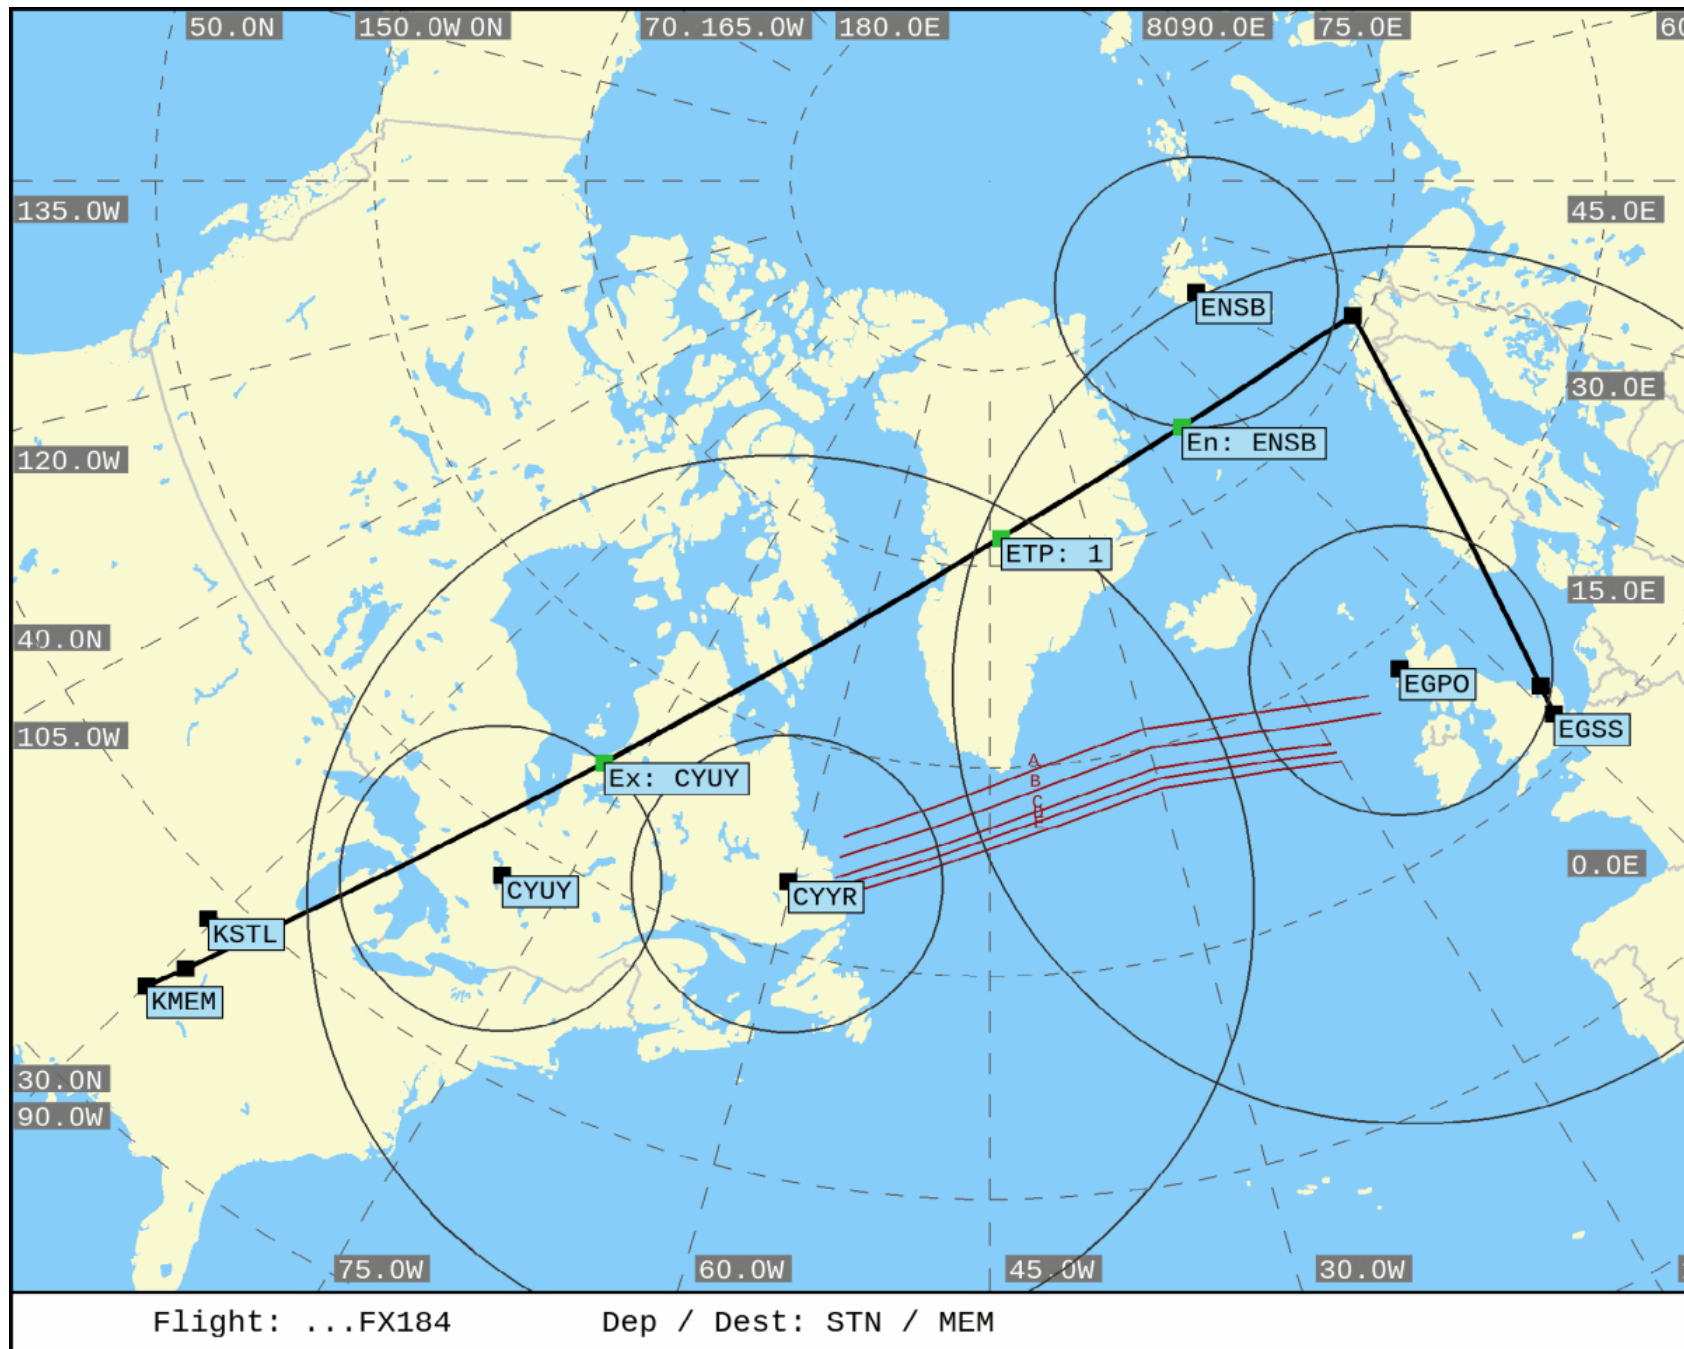 50.0N 150.0W 0N 70. 165.0W 180.0E 80 90.0E 75.0E 60
135.0W 45.0E
ENSB
30.0E
En: ENSB
120.0W
ETP: 1
15.0E
40.0N
EGPO
105.0W
EGSS
A
Ex: CYUY
B
C
E
0.0E
CYUY
CYYR
KSTL
KMEM
30.0N
90.0W
75.0W 60.0W 45.0W 30.0W
Flight: ...FX184 Dep / Dest: STN / MEM